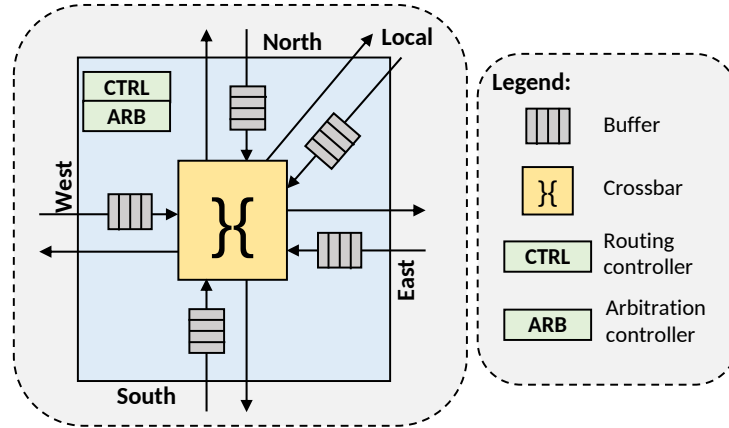 North
Local
CTRL
ARB
West
}{
East
South
Legend:
Buffer
}{
Crossbar
CTRL
Routing
controller
ARB
Arbitration
controller